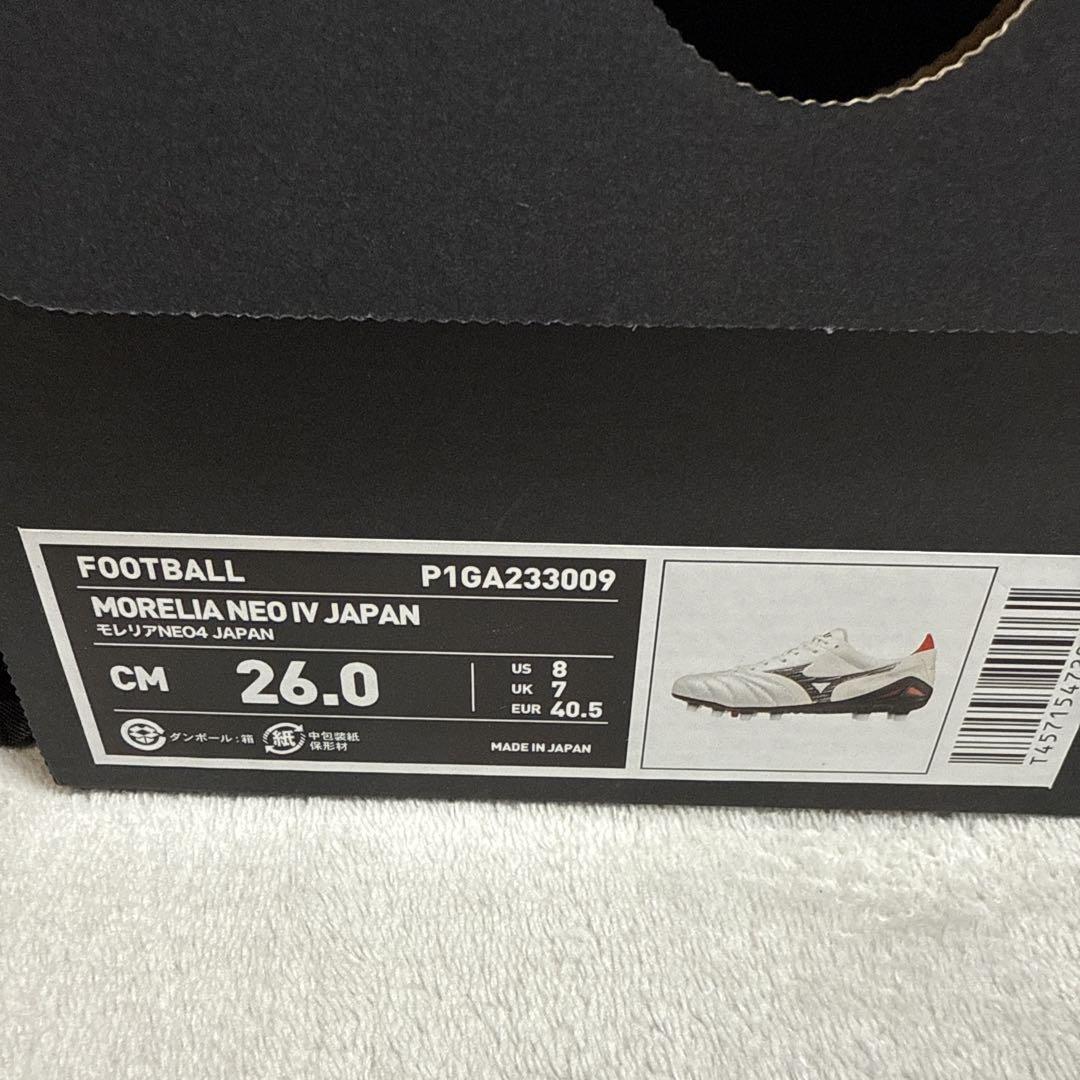 FOOTBALL P1GA233009
MORELIA NEO IV JAPAN
モレリアNEO4 JAPAN
CM 26.0
US 8
UK 7
EUR 40.5
ダンボール:箱 紙 中包装紙
保形材
MADE IN JAPAN